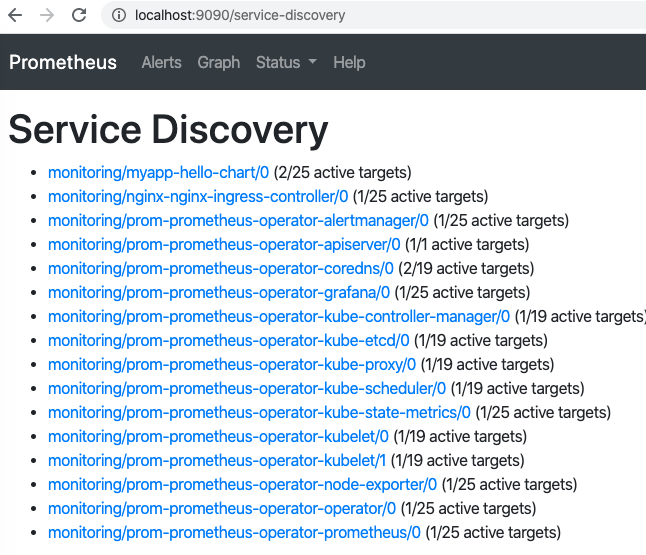 localhost:9090/service-discovery
Prometheus Alerts Graph Status Help
Service Discovery
monitoring/myapp-hello-chart/0 (2/25 active targets)
monitoring/nginx-nginx-ingress-controller/0 (1/25 active targets)
monitoring/prom-prometheus-operator-alertmanager/0 (1/25 active targets)
monitoring/prom-prometheus-operator-apiserver/0 (1/1 active targets)
monitoring/prom-prometheus-operator-coredns/0 (2/19 active targets)
monitoring/prom-prometheus-operator-grafana/0 (1/25 active targets)
monitoring/prom-prometheus-operator-kube-controller-manager/0 (1/19 active targets)
monitoring/prom-prometheus-operator-kube-etcd/0 (1/19 active targets)
monitoring/prom-prometheus-operator-kube-proxy/0 (1/19 active targets)
monitoring/prom-prometheus-operator-kube-scheduler/0 (1/19 active targets)
monitoring/prom-prometheus-operator-kube-state-metrics/0 (1/25 active targets)
monitoring/prom-prometheus-operator-kubelet/0 (1/19 active targets)
monitoring/prom-prometheus-operator-kubelet/1 (1/19 active targets)
monitoring/prom-prometheus-operator-node-exporter/0 (1/25 active targets)
monitoring/prom-prometheus-operator-operator/0 (1/25 active targets)
monitoring/prom-prometheus-operator-prometheus/0 (1/25 active targets)